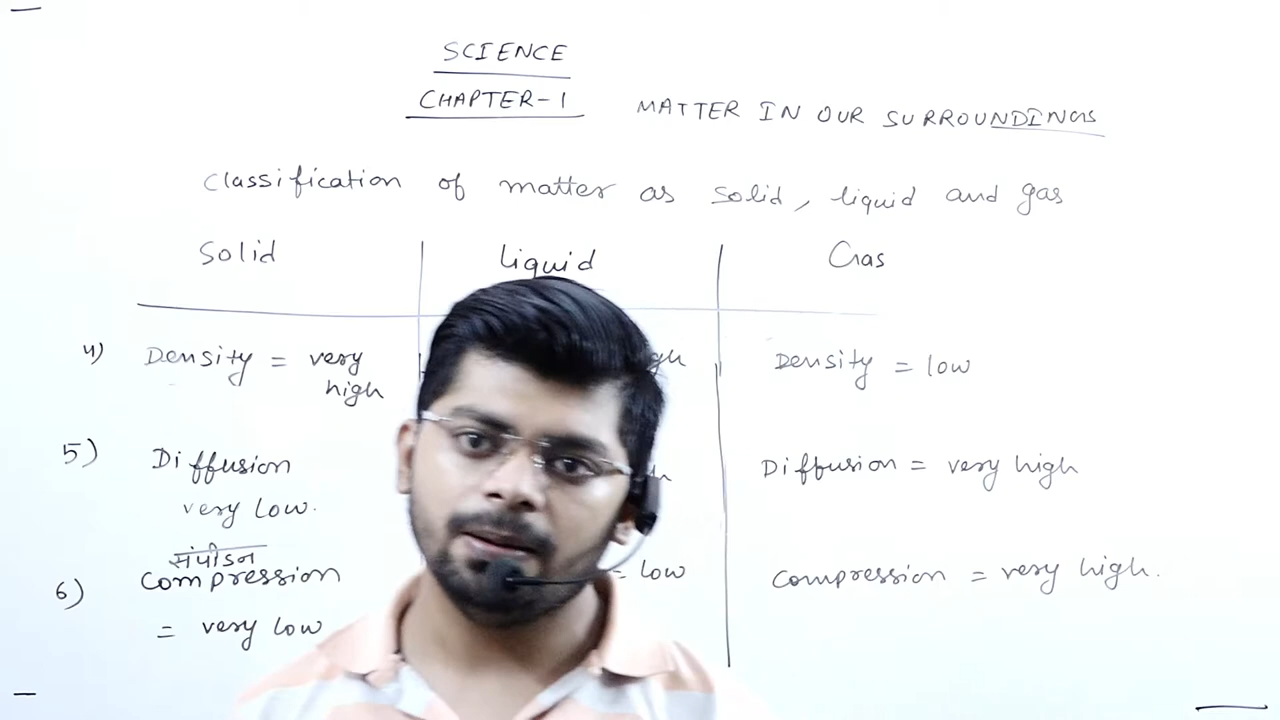 SCIENCE
CHAPTER-1 MATTER IN OUR SURROUNDINGS
Classification of matter as solid, liquid and gas
Solid liquid Gas
4) Density = very high Density = low
5) Diffusion very low. Diffusion = very high
संपीडन
6) Compression = very low = low Compression = very high.